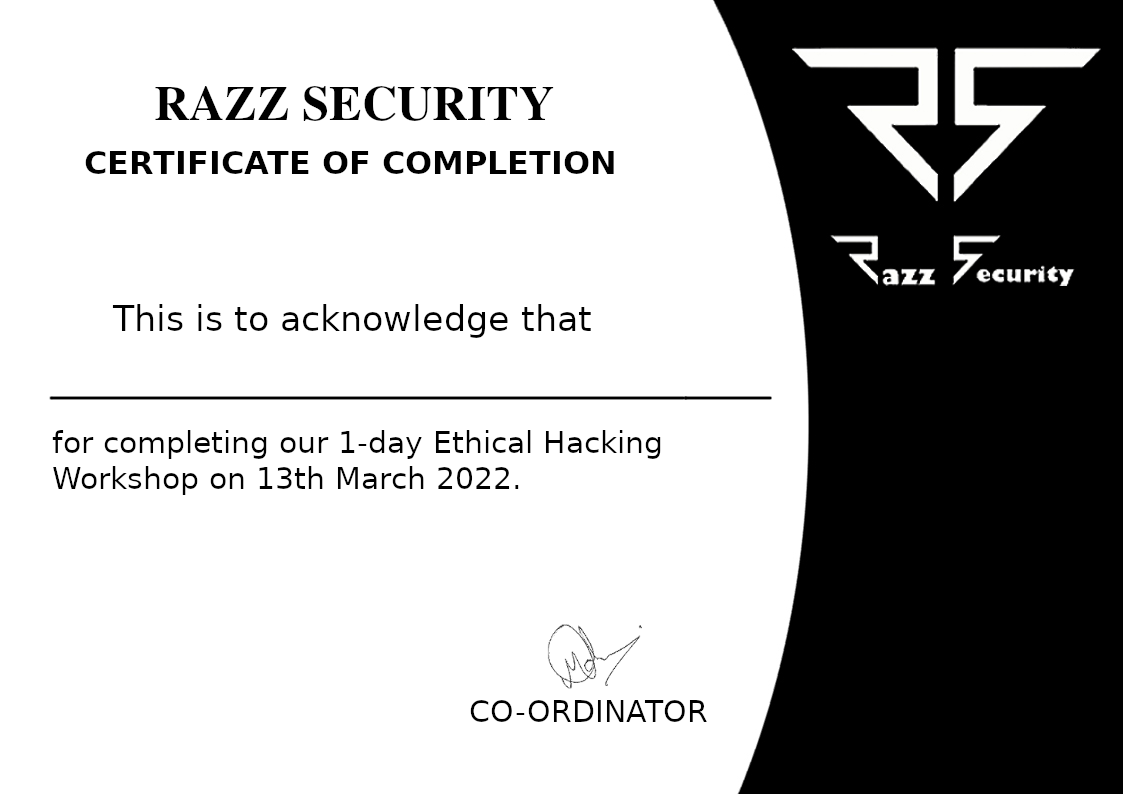 RAZZ SECURITY
CERTIFICATE OF COMPLETION
Razz Security
This is to acknowledge that
for completing our 1-day Ethical Hacking
Workshop on 13th March 2022.
CO-ORDINATOR